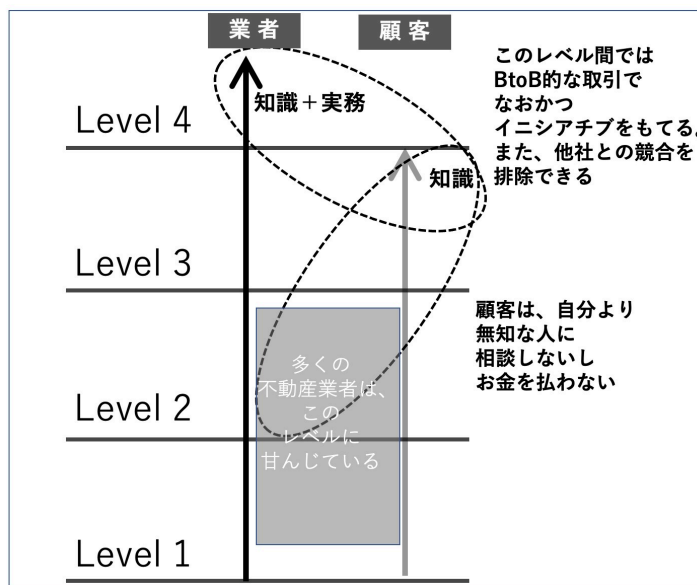 業者
顧客
このレベル間では
BtoB的な取引で
なおかつ
イニシアチブをもてる。
また、他社との競合を
排除できる
知識＋実務
Level 4
知識
Level 3
顧客は、自分より
無知な人に
相談しないし
お金を払わない
多くの
不動産業者は、
この
レベルに
甘んじている
Level 2
Level 1